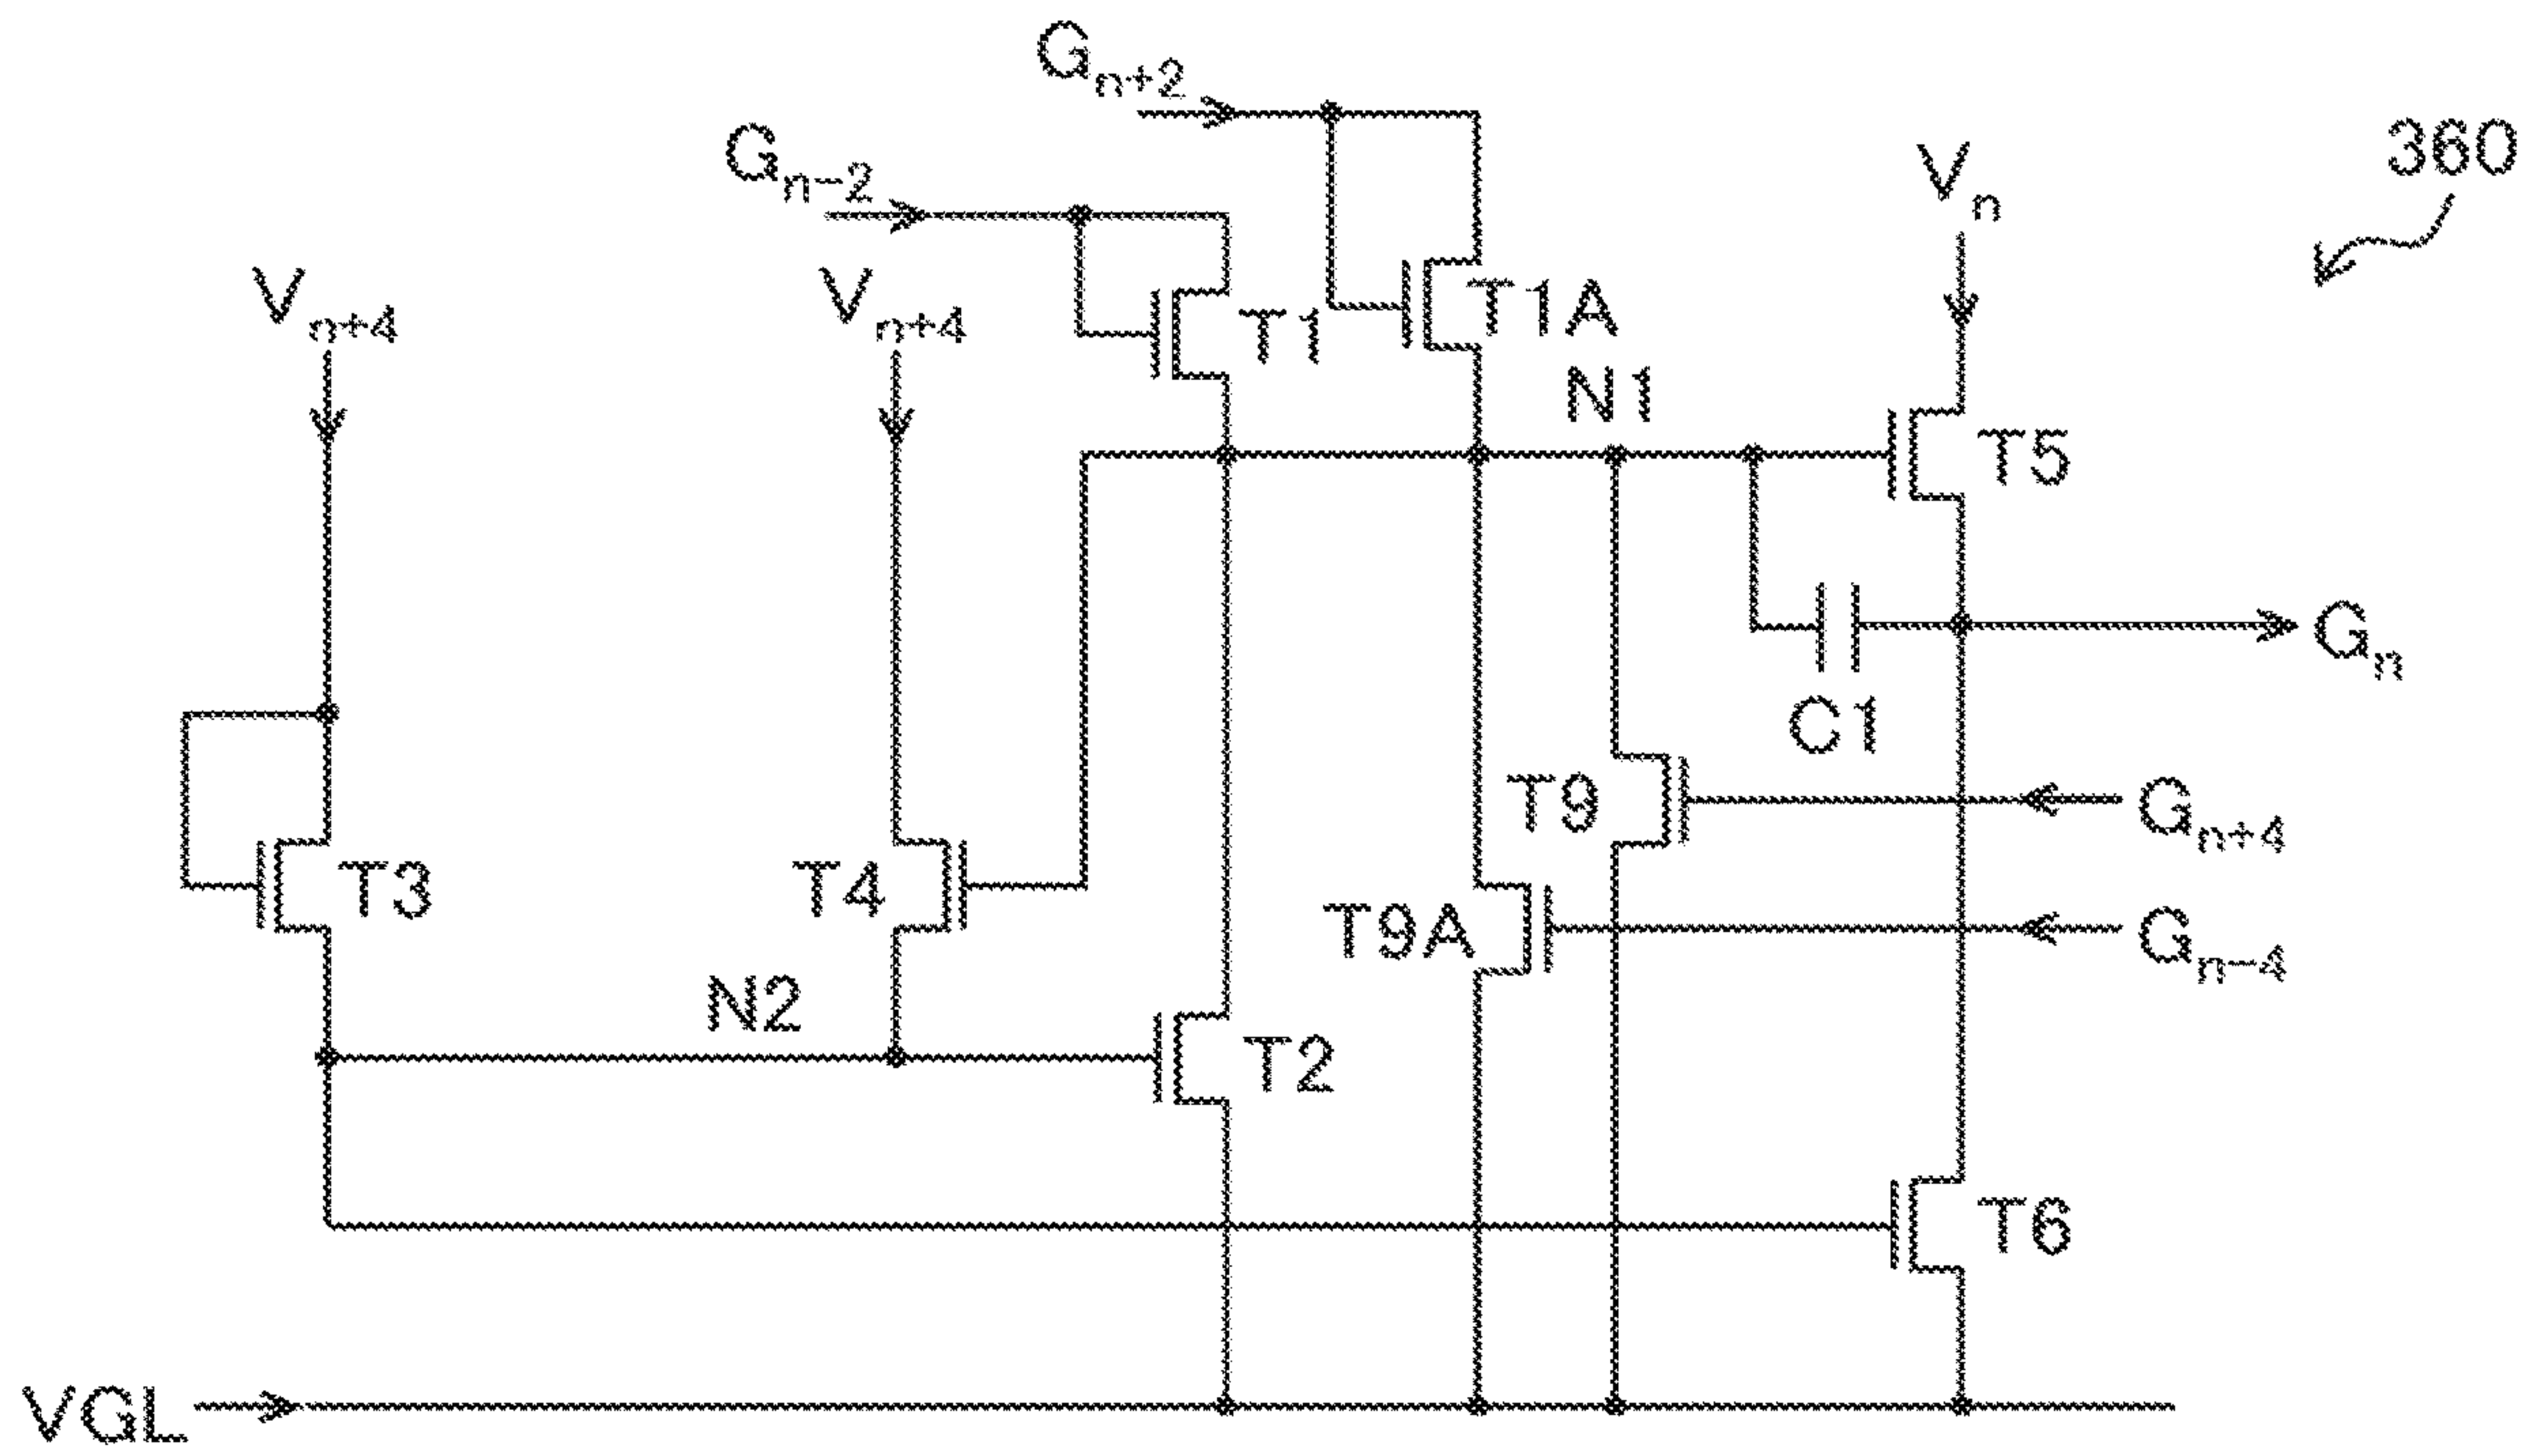 G_{n+2}
G_{n-2}
360
V_n
V_{n+4}
V_{n+4}
T1
T1A
N1
T5
G_n
C1
T9
G_{n+4}
T3
T4
T9A
G_{n-4}
N2
T2
T6
VGL